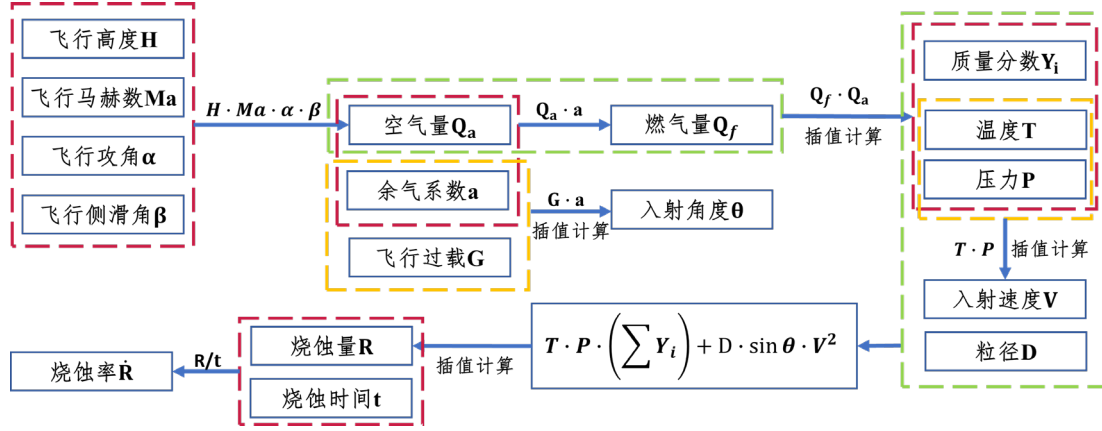 飞行高度H
飞行马赫数Ma
飞行攻角α
飞行侧滑角β
H · Ma · α · β
空气量Qa
Qa · a
燃气量Qf
余气系数a
飞行过载G
G · a
插值计算
入射角度θ
Qf · Qa
插值计算
质量分数Yi
温度T
压力P
T · P 插值计算
入射速度V
粒径D
T · P · (∑ Yi) + D · sin θ · V²
插值计算
烧蚀量R
烧蚀时间t
R/t
烧蚀率Ṙ